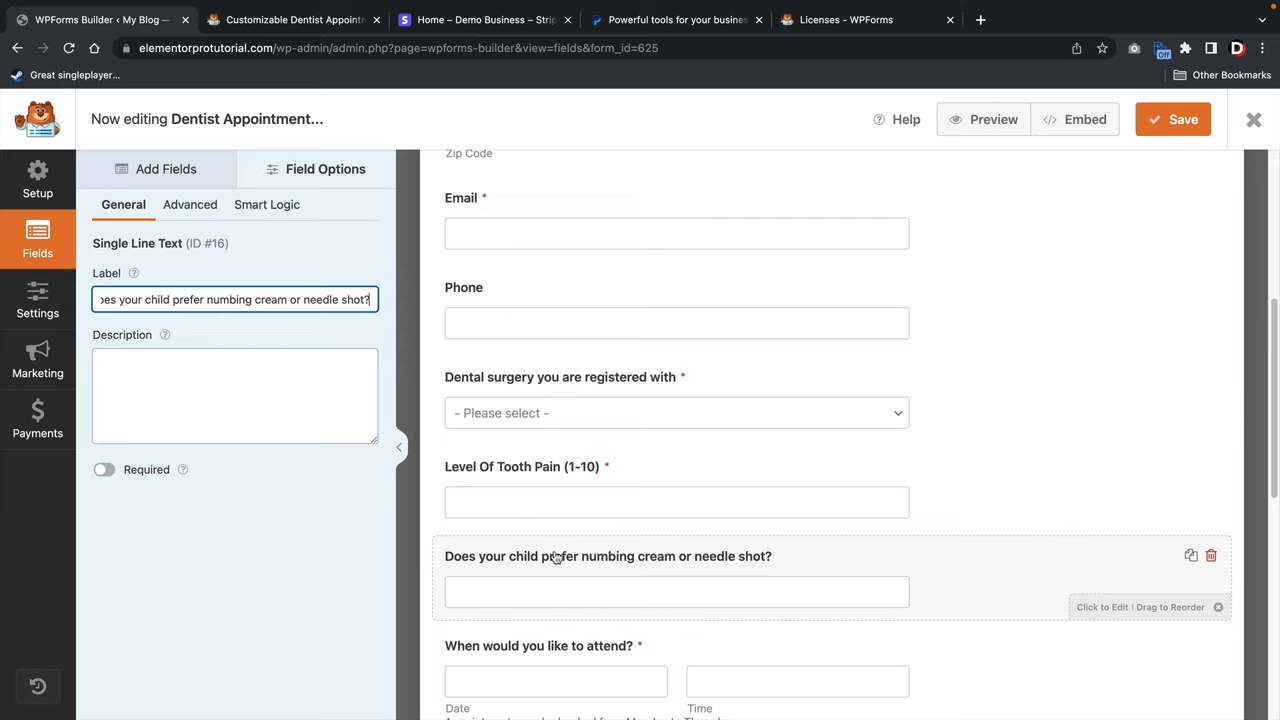 WPForms Builder ‹ My Blog —
Customizable Dentist Appointm
Home – Demo Business – Strip
Powerful tools for your busines
Licenses - WPForms
elementorprotutorial.com/wp-admin/admin.php?page=wpforms-builder&view=fields&form_id=625
Off
D
Great singleplayer...
Other Bookmarks
Now editing Dentist Appointment...
Help
Preview
</> Embed
Save
Setup
Fields
Settings
Marketing
Payments
Add Fields
Field Options
General
Advanced
Smart Logic
Single Line Text (ID #16)
Label
oes your child prefer numbing cream or needle shot?
Description
Required
Zip Code
Email *
Phone
Dental surgery you are registered with *
- Please select -
Level Of Tooth Pain (1-10) *
Does your child prefer numbing cream or needle shot?
Click to Edit | Drag to Reorder
When would you like to attend? *
Date
Time